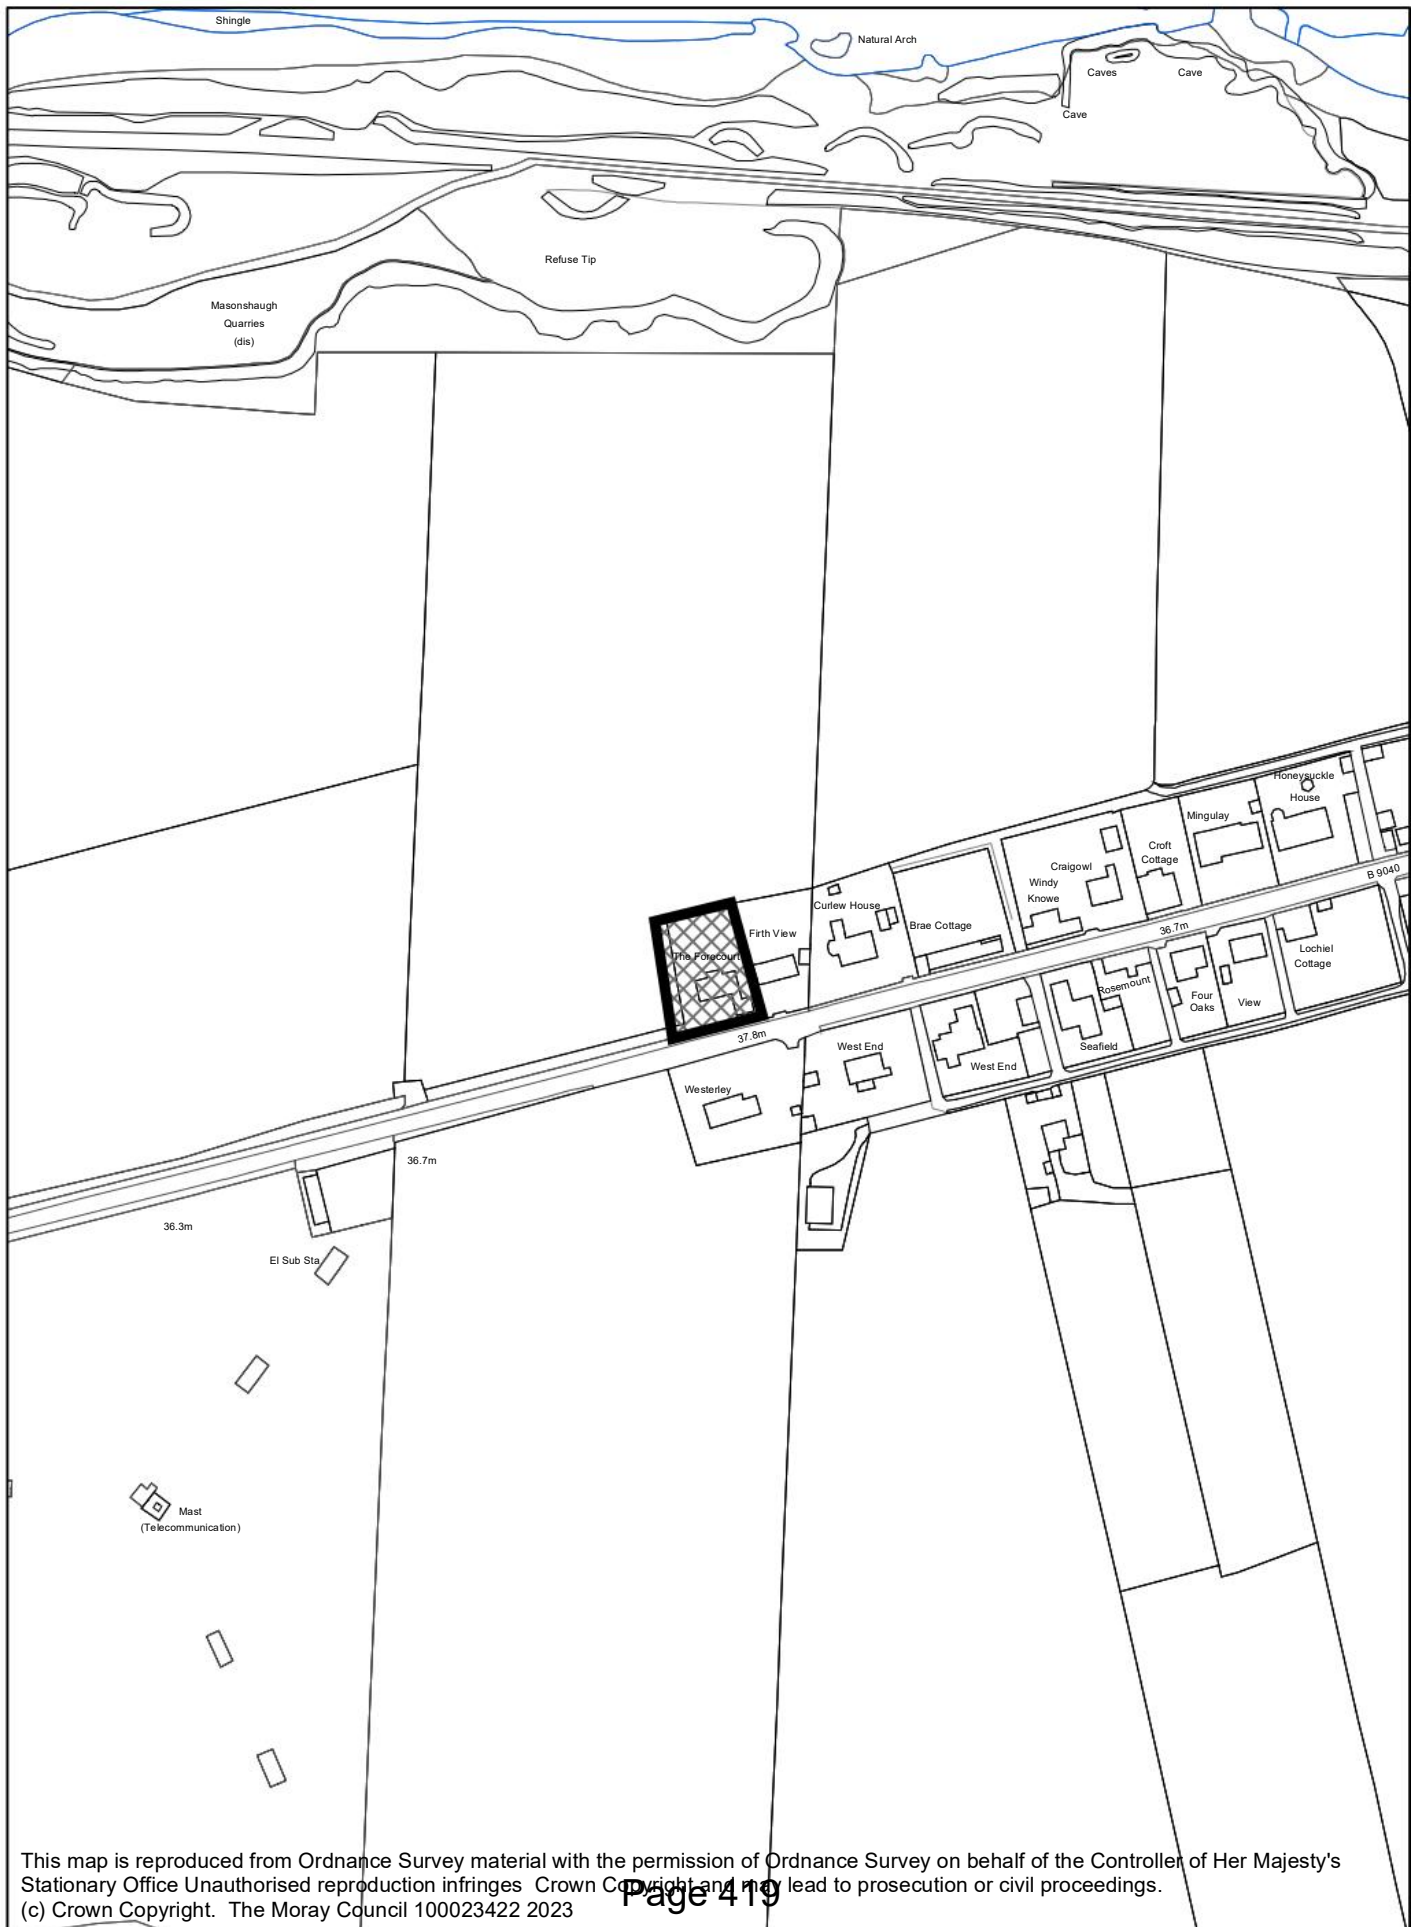 Shingle
Natural Arch
Caves
Cave
Cave
Refuse Tip
Masonshaugh
Quarries
(dis)
Honeysuckle
House
Mingulay
Croft
Cottage
Craigowl
Windy
Knowe
B 9040
Curlew House
Brae Cottage
Firth View
36.7m
The Forecourt
Lochiel
Cottage
Rosemount
Four
Oaks
View
37.8m
West End
Seafield
West End
Westerley
36.7m
36.3m
El Sub Sta
Mast
(Telecommunication)
This map is reproduced from Ordnance Survey material with the permission of Ordnance Survey on behalf of the Controller of Her Majesty's
Stationary Office Unauthorised reproduction infringes Crown Copyright and may lead to prosecution or civil proceedings.
(c) Crown Copyright. The Moray Council 100023422 2023
Page 419